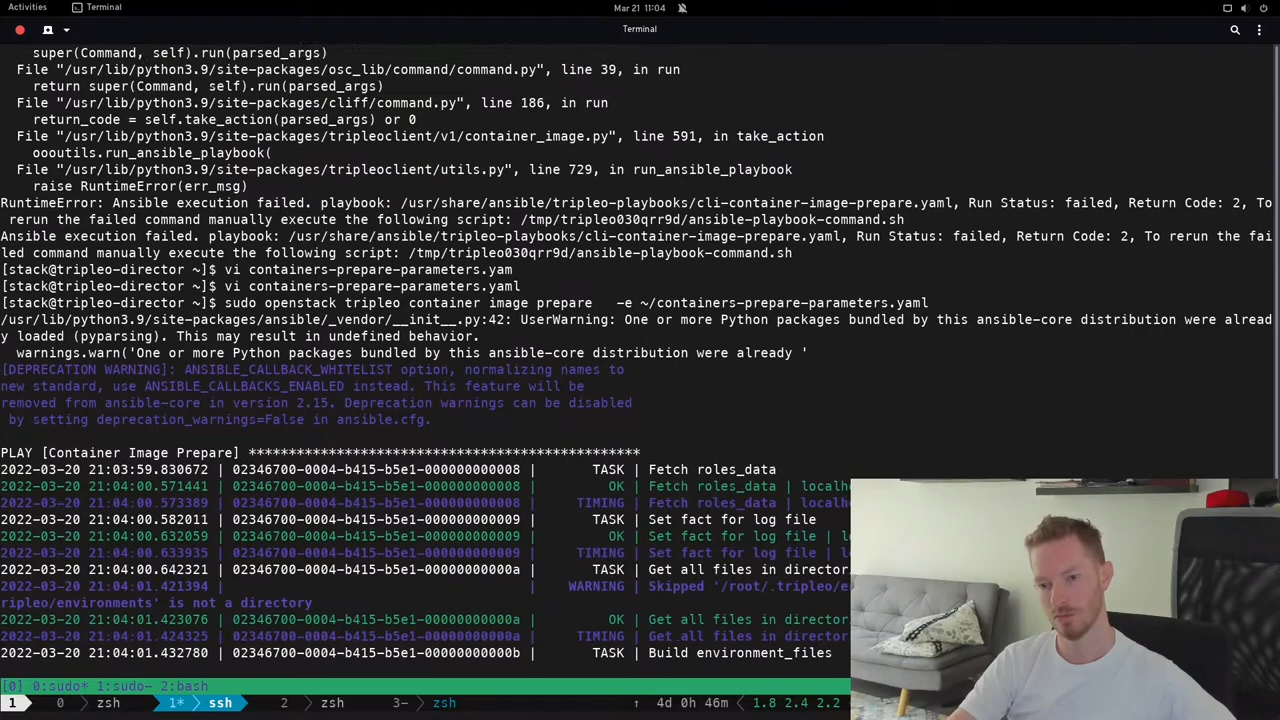 Activities
Terminal
Mar 21 11:04
Terminal
super(Command, self).run(parsed_args)
File "/usr/lib/python3.9/site-packages/osc_lib/command/command.py", line 39, in run
return super(Command, self).run(parsed_args)
File "/usr/lib/python3.9/site-packages/cliff/command.py", line 186, in run
return_code = self.take_action(parsed_args) or 0
File "/usr/lib/python3.9/site-packages/tripleoclient/v1/container_image.py", line 591, in take_action
oooutils.run_ansible_playbook(
File "/usr/lib/python3.9/site-packages/tripleoclient/utils.py", line 729, in run_ansible_playbook
raise RuntimeError(err_msg)
RuntimeError: Ansible execution failed. playbook: /usr/share/ansible/tripleo-playbooks/cli-container-image-prepare.yaml, Run Status: failed, Return Code: 2, To
rerun the failed command manually execute the following script: /tmp/tripleo030qrr9d/ansible-playbook-command.sh
Ansible execution failed. playbook: /usr/share/ansible/tripleo-playbooks/cli-container-image-prepare.yaml, Run Status: failed, Return Code: 2, To rerun the fai
led command manually execute the following script: /tmp/tripleo030qrr9d/ansible-playbook-command.sh
[stack@tripleo-director ~]$ vi containers-prepare-parameters.yam
[stack@tripleo-director ~]$ vi containers-prepare-parameters.yaml
[stack@tripleo-director ~]$ sudo openstack tripleo container image prepare   -e ~/containers-prepare-parameters.yaml
/usr/lib/python3.9/site-packages/ansible/_vendor/__init__.py:42: UserWarning: One or more Python packages bundled by this ansible-core distribution were alread
y loaded (pyparsing). This may result in undefined behavior.
warnings.warn('One or more Python packages bundled by this ansible-core distribution were already '
[DEPRECATION WARNING]: ANSIBLE_CALLBACK_WHITELIST option, normalizing names to
new standard, use ANSIBLE_CALLBACKS_ENABLED instead. This feature will be
removed from ansible-core in version 2.15. Deprecation warnings can be disabled
by setting deprecation_warnings=False in ansible.cfg.
PLAY [Container Image Prepare] *************************************************
2022-03-20 21:03:59.830672 | 02346700-0004-b415-b5e1-000000000008 |       TASK | Fetch roles_data
2022-03-20 21:04:00.571441 | 02346700-0004-b415-b5e1-000000000008 |         OK | Fetch roles_data | localh
2022-03-20 21:04:00.573389 | 02346700-0004-b415-b5e1-000000000008 |     TIMING | Fetch roles_data | localh
2022-03-20 21:04:00.582011 | 02346700-0004-b415-b5e1-000000000009 |       TASK | Set fact for log file
2022-03-20 21:04:00.632059 | 02346700-0004-b415-b5e1-000000000009 |         OK | Set fact for log file | l
2022-03-20 21:04:00.633935 | 02346700-0004-b415-b5e1-000000000009 |     TIMING | Set fact for log file | l
2022-03-20 21:04:00.642321 | 02346700-0004-b415-b5e1-00000000000a |       TASK | Get all files in director
2022-03-20 21:04:01.421394 |                                      |    WARNING | Skipped '/root/.tripleo/e
ripleo/environments' is not a directory
2022-03-20 21:04:01.423076 | 02346700-0004-b415-b5e1-00000000000a |         OK | Get all files in director
2022-03-20 21:04:01.424325 | 02346700-0004-b415-b5e1-00000000000a |     TIMING | Get all files in director
2022-03-20 21:04:01.432780 | 02346700-0004-b415-b5e1-00000000000b |       TASK | Build environment_files
[0] 0:sudo* 1:sudo- 2:bash
1 0 zsh 1* ssh 2 zsh 3- zsh ↑ 4d 0h 46m 1.8 2.4 2.2